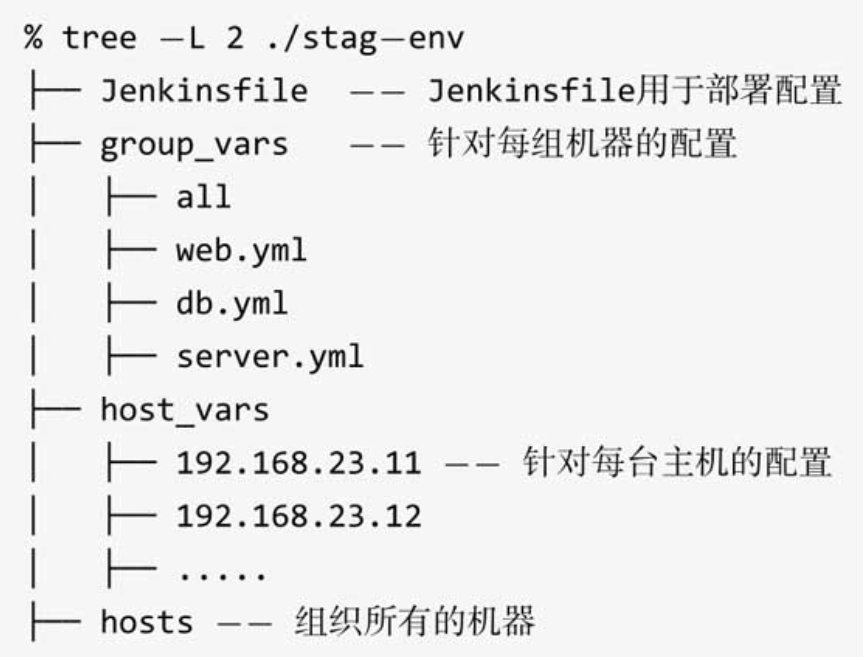 % tree —L 2 ./stag—env
├── Jenkinsfile —— Jenkinsfile用于部署配置
├── group_vars —— 针对每组机器的配置
│   ├── all
│   ├── web.yml
│   ├── db.yml
│   ├── server.yml
├── host_vars
│   ├── 192.168.23.11 —— 针对每台主机的配置
│   ├── 192.168.23.12
│   ├── .....
├── hosts —— 组织所有的机器